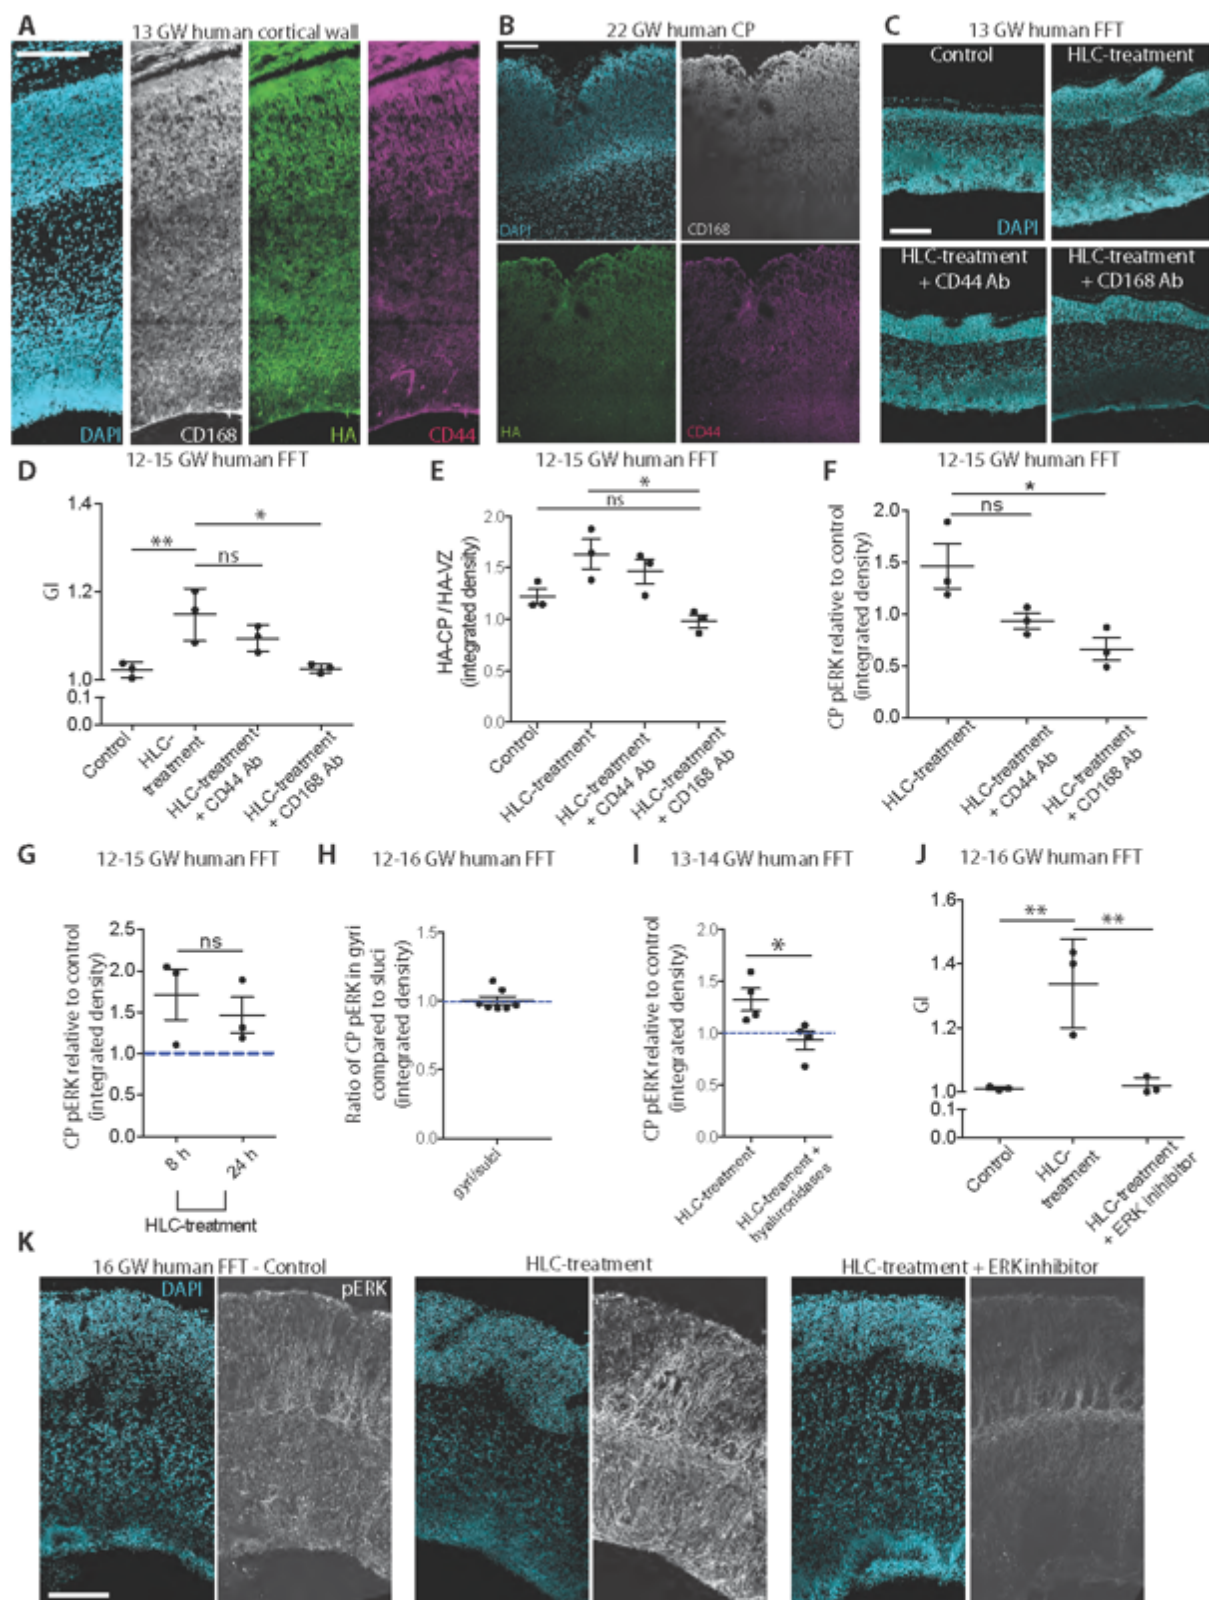 A
13 GW human cortical wall
DAPI
CD168
HA
CD44
B
22 GW human CP
DAPI
CD168
HA
CD44
C
13 GW human FFT
Control
HLC-treatment
DAPI
HLC-treatment
+ CD44 Ab
HLC-treatment
+ CD168 Ab
D
12-15 GW human FFT
GI
1.4
1.2
1.0
0.1
0.0
**
*
ns
Control
HLC-
treatment
HLC-treatment
+ CD44 Ab
HLC-treatment
+ CD168 Ab
E
12-15 GW human FFT
HA-CP / HA-VZ
(integrated density)
2.0
1.5
1.0
0.5
0.0
*
ns
Control
HLC-treatment
HLC-treatment
+ CD44 Ab
HLC-treatment
+ CD168 Ab
F
12-15 GW human FFT
CP pERK relative to control
(integrated density)
2.0
1.5
1.0
0.5
0.0
*
ns
HLC-treatment
HLC-treatment
+ CD44 Ab
HLC-treatment
+ CD168 Ab
G
12-15 GW human FFT
CP pERK relative to control
(integrated density)
2.5
2.0
1.5
1.0
0.5
0.0
ns
8 h
24 h
HLC-treatment
H
12-16 GW human FFT
Ratio of CP pERK in gyri
compared to sluci
(integrated density)
1.5
1.0
0.5
0.0
gyri/sulci
I
13-14 GW human FFT
CP pERK relative to control
(integrated density)
2.0
1.5
1.0
0.5
0.0
*
HLC-treatment
HLC-treament +
hyaluronidases
J
12-16 GW human FFT
GI
1.6
1.4
1.2
1.0
0.1
0.0
**
**
Control
HLC-
treatment
HLC-treatment
+ ERK inhibitor
K
16 GW human FFT - Control
DAPI
pERK
HLC-treatment
HLC-treatment + ERK inhibitor